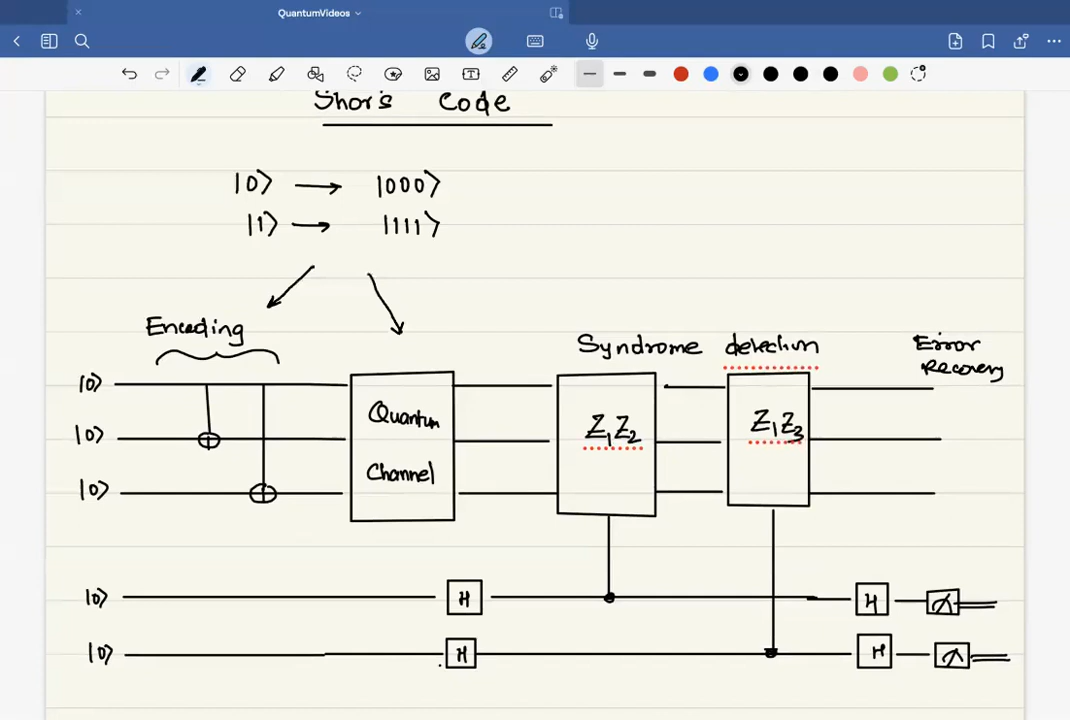 QuantumVideos
Shor's Code
|0⟩ → |000⟩
|1⟩ → |111⟩
Encoding
Syndrome detection
Error
Recovery
|0⟩
|0⟩
|0⟩
Quantum
Channel
Z₁Z₂
Z₁Z₃
|0⟩ H H
|0⟩ H H